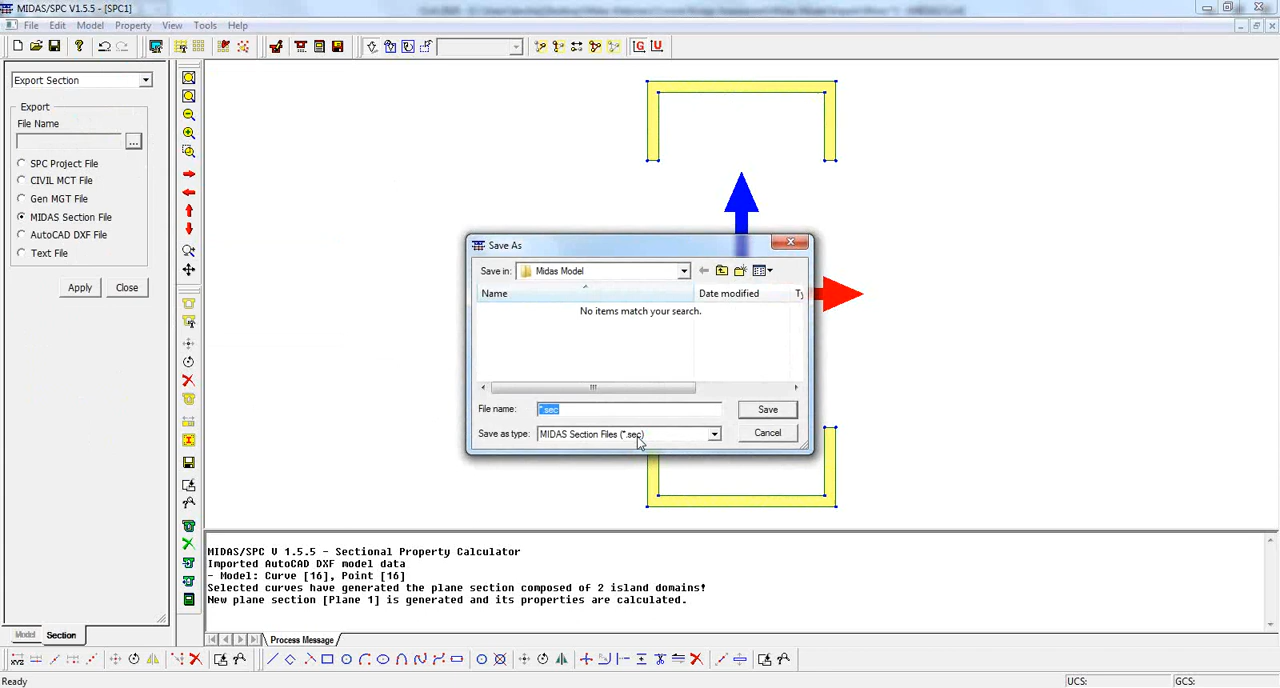 MIDAS/SPC V1.5.5 - [SPC1]
File Edit Model Property View Tools Help
G U
Export Section
Export
File Name
...
SPC Project File
CIVIL MCT File
Gen MGT File
MIDAS Section File
AutoCAD DXF File
Text File
Apply Close
Save As
Save in: Midas Model
Name Date modified Ty
No items match your search.
File name: *.sec Save
Save as type: MIDAS Section Files (*.sec) Cancel
MIDAS/SPC V 1.5.5 - Sectional Property Calculator
Imported AutoCAD DXF model data
- Model: Curve [16], Point [16]
Selected curves have generated the plane section composed of 2 island domains!
New plane section [Plane 1] is generated and its properties are calculated.
Model Section
Process Message
XYZ
Ready UCS: GCS: